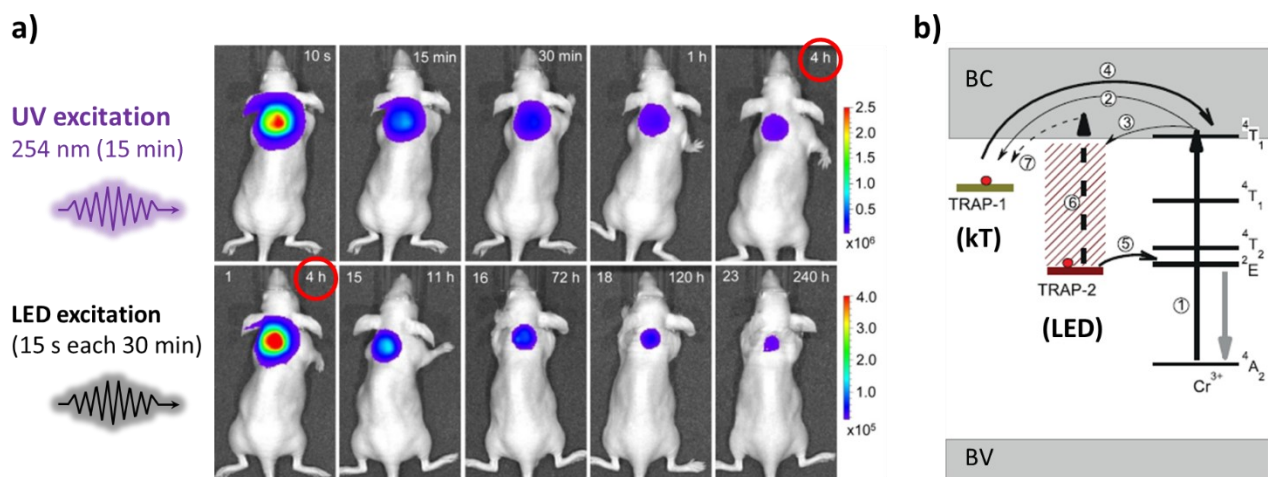 a)
UV excitation
254 nm (15 min)
10 s
15 min
30 min
1 h
4 h
2.5
2.0
1.5
1.0
0.5
x10⁶
LED excitation
(15 s each 30 min)
1
4 h
15
11 h
16
72 h
18
120 h
23
240 h
4.0
3.0
2.0
1.0
x10⁵
b)
BC
④
②
③
⁴T₁
⑦
TRAP-1
(kT)
⑥
⁴T₁
⁴T₂
⑤
²E
TRAP-2
(LED)
①
⁴A₂
Cr³⁺
BV